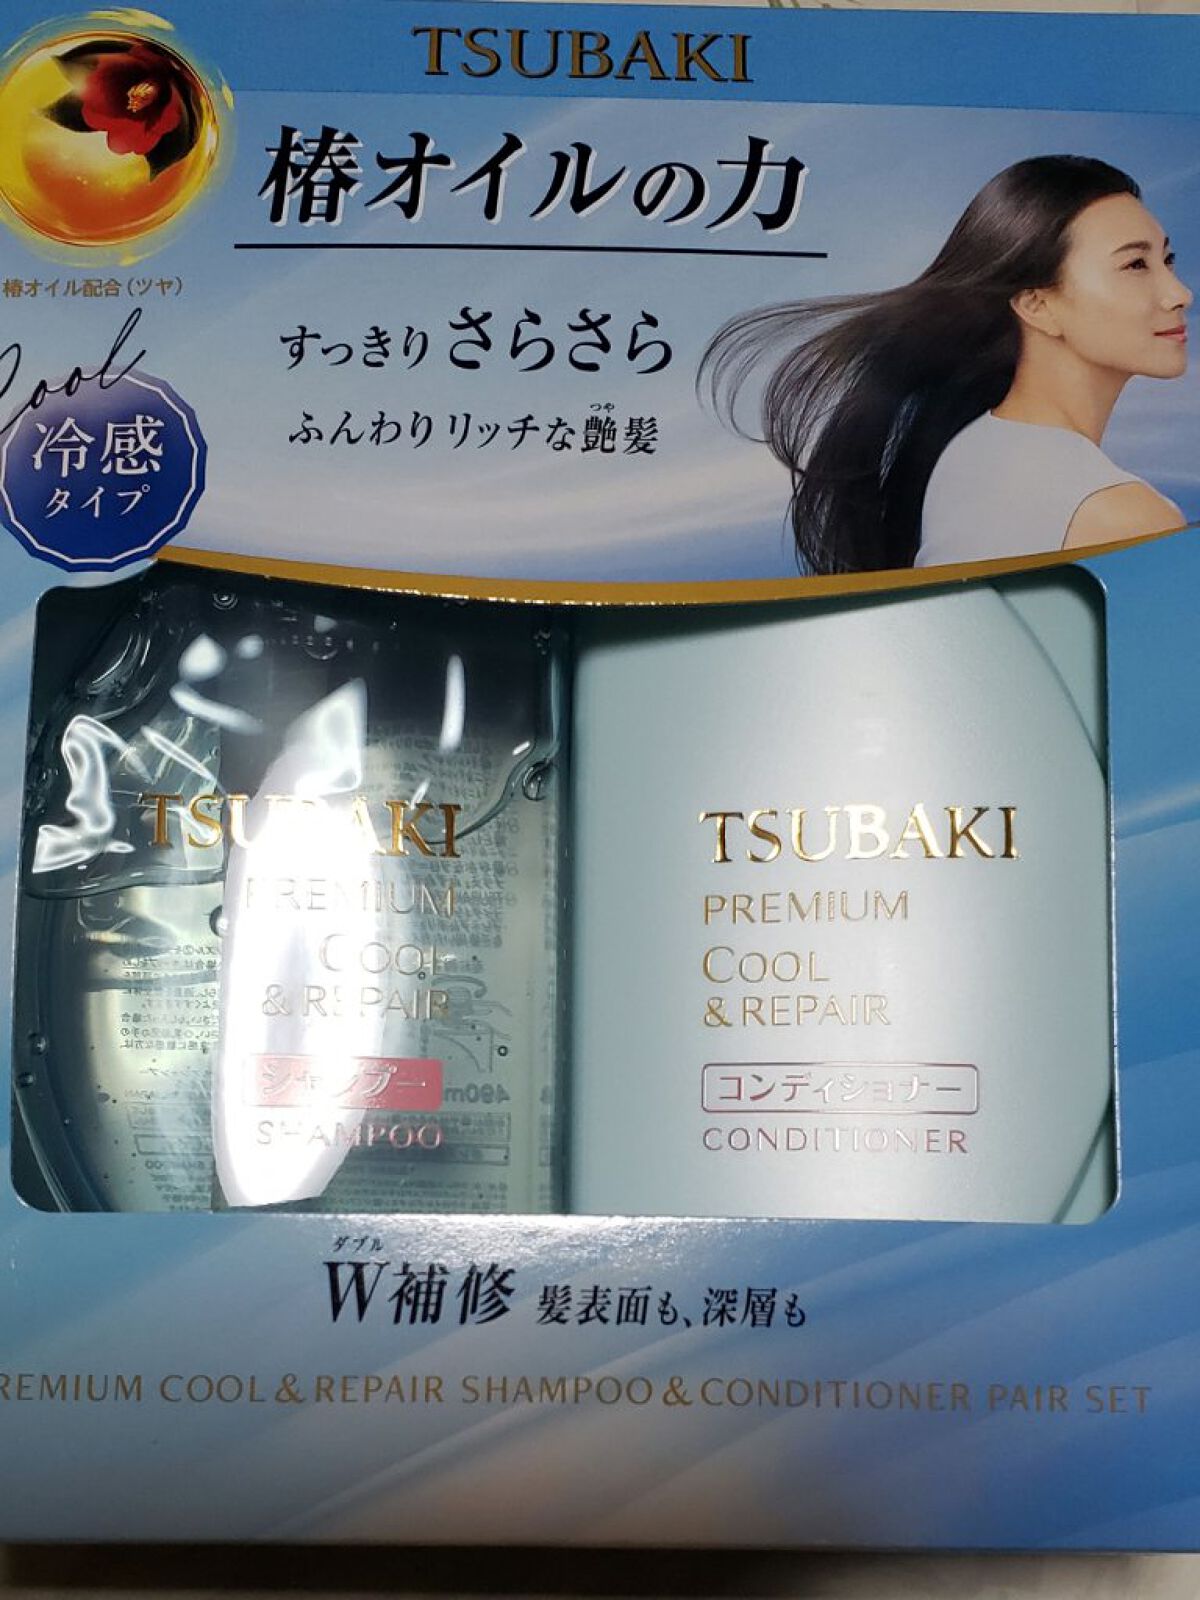 TSUBAKI
椿オイルの力
椿オイル配合(ツヤ)
すっきりさらさら
つや
ふんわりリッチな艶髪
Cool
冷感
タイプ
TSUBAKI
PREMIUM
COOL
& REPAIR
シャンプー
SHAMPOO
TSUBAKI
PREMIUM
COOL
& REPAIR
コンディショナー
CONDITIONER
ダブル
W補修 髪表面も、深層も
REMIUM COOL & REPAIR SHAMPOO & CONDITIONER PAIR SET